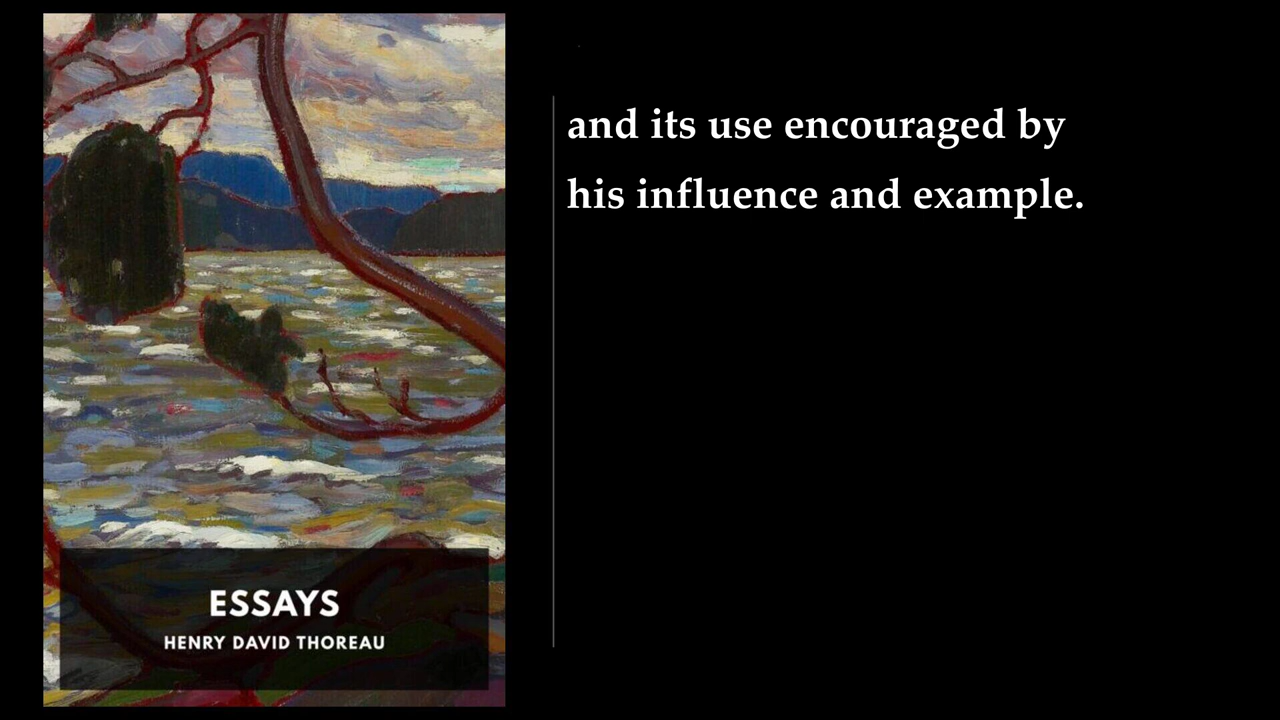 and its use encouraged by
his influence and example.
ESSAYS
HENRY DAVID THOREAU